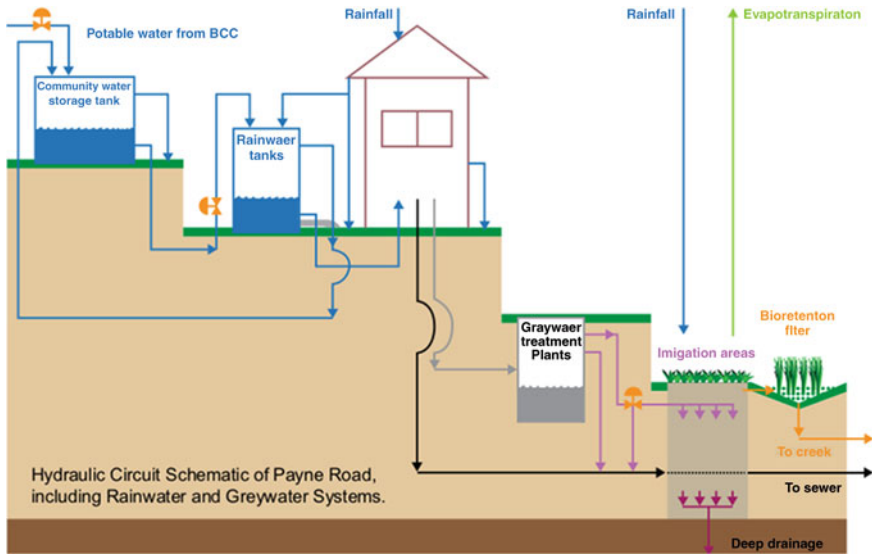 Potable water from BCC
Rainfall
Rainfall
Evapotranspiraton
Community water
storage tank
Rainwaer
tanks
Graywaer
treatment
Plants
Imigation areas
Bioretenton
flter
To creek
To sewer
Deep drainage
Hydraulic Circuit Schematic of Payne Road,
including Rainwater and Greywater Systems.